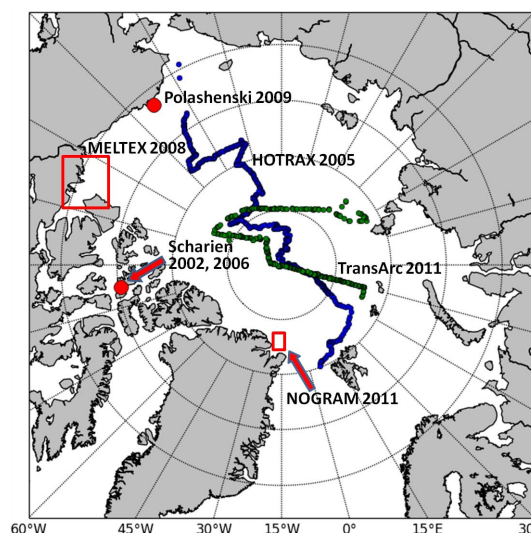 Polashenski 2009
MELTEX 2008
HOTRAX 2005
Scharien
2002, 2006
TransArc 2011
NOGRAM 2011
60°W 45°W 30°W 15°W 0° 15°E